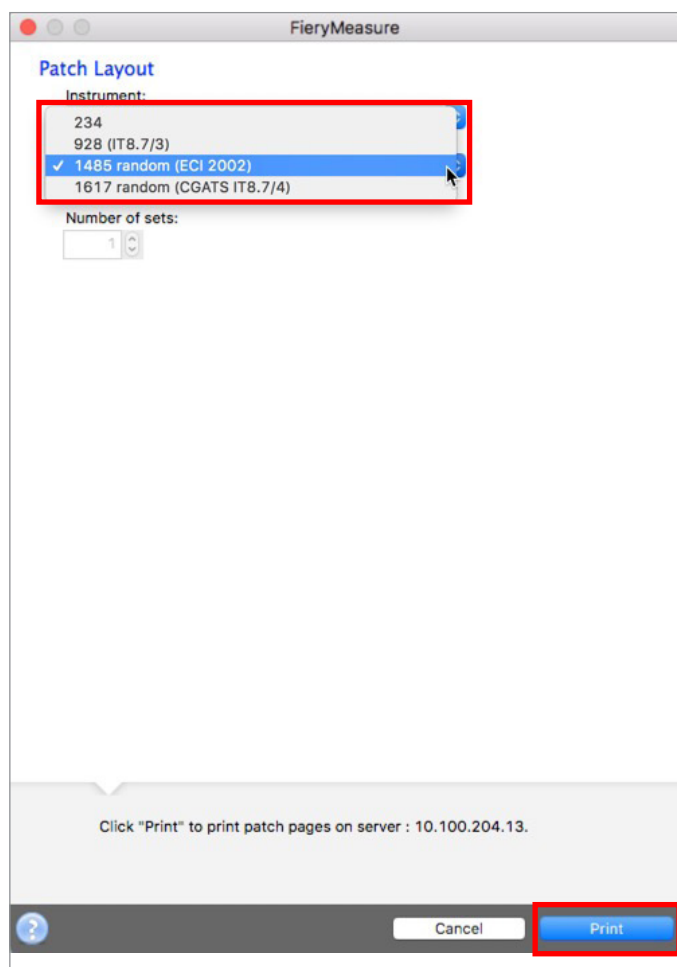 FieryMeasure
Patch Layout
Instrument:
234
928 (IT8.7/3)
✓ 1485 random (ECI 2002)
1617 random (CGATS IT8.7/4)
Number of sets:
1
Click "Print" to print patch pages on server : 10.100.204.13.
?
Cancel
Print